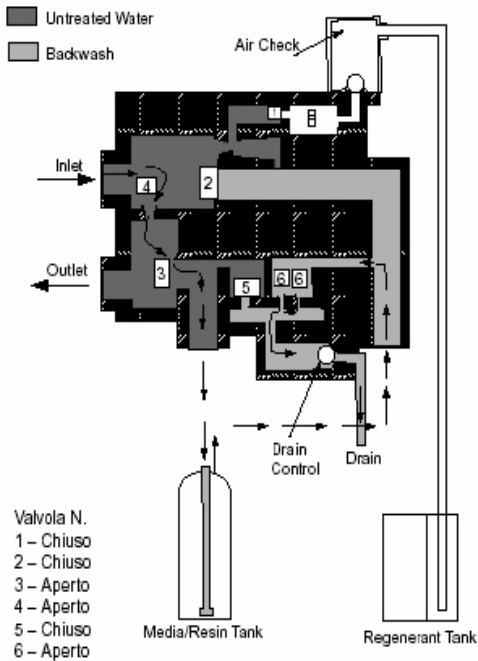 Untreated Water
Backwash
Air Check
1
Inlet
4
2
Outlet
3
5
6 6
Drain
Control
Drain
Valvola N.
1 – Chiuso
2 – Chiuso
3 – Aperto
4 – Aperto
5 – Chiuso
6 – Aperto
Media/Resin Tank
Regenerant Tank